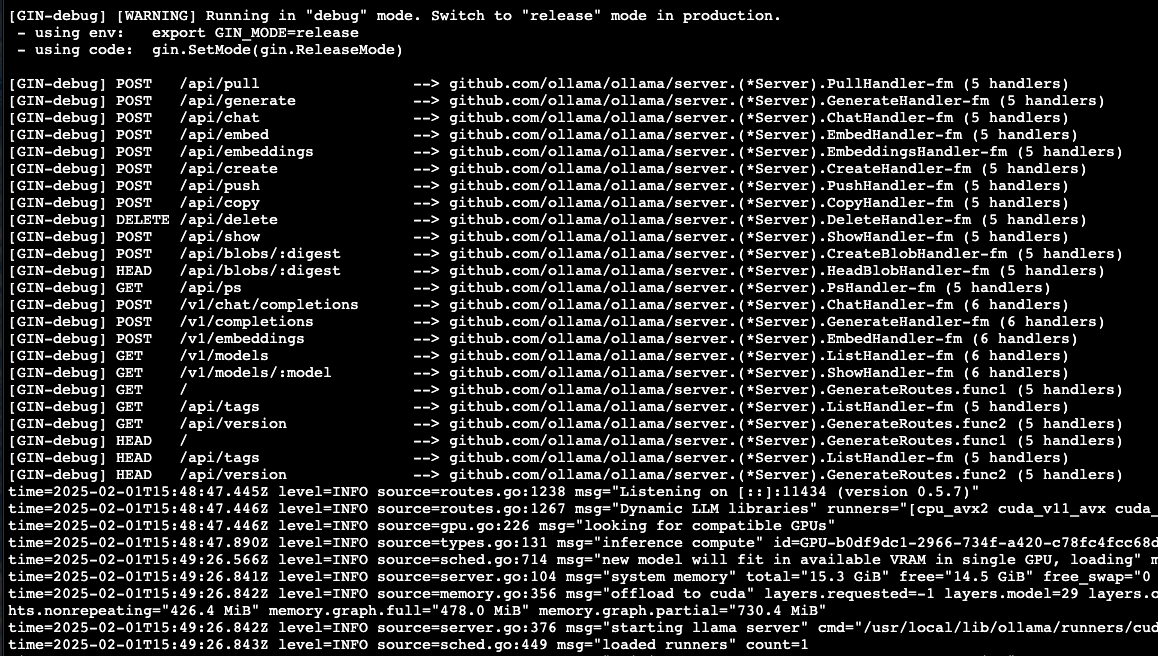 [GIN-debug] [WARNING] Running in "debug" mode. Switch to "release" mode in production.
 - using env:   export GIN_MODE=release
 - using code:  gin.SetMode(gin.ReleaseMode)

[GIN-debug] POST   /api/pull                 --> github.com/ollama/ollama/server.(*Server).PullHandler-fm (5 handlers)
[GIN-debug] POST   /api/generate             --> github.com/ollama/ollama/server.(*Server).GenerateHandler-fm (5 handlers)
[GIN-debug] POST   /api/chat                 --> github.com/ollama/ollama/server.(*Server).ChatHandler-fm (5 handlers)
[GIN-debug] POST   /api/embed                --> github.com/ollama/ollama/server.(*Server).EmbedHandler-fm (5 handlers)
[GIN-debug] POST   /api/embeddings           --> github.com/ollama/ollama/server.(*Server).EmbeddingsHandler-fm (5 handlers)
[GIN-debug] POST   /api/create               --> github.com/ollama/ollama/server.(*Server).CreateHandler-fm (5 handlers)
[GIN-debug] POST   /api/push                 --> github.com/ollama/ollama/server.(*Server).PushHandler-fm (5 handlers)
[GIN-debug] POST   /api/copy                 --> github.com/ollama/ollama/server.(*Server).CopyHandler-fm (5 handlers)
[GIN-debug] DELETE /api/delete               --> github.com/ollama/ollama/server.(*Server).DeleteHandler-fm (5 handlers)
[GIN-debug] POST   /api/show                 --> github.com/ollama/ollama/server.(*Server).ShowHandler-fm (5 handlers)
[GIN-debug] POST   /api/blobs/:digest        --> github.com/ollama/ollama/server.(*Server).CreateBlobHandler-fm (5 handlers)
[GIN-debug] HEAD   /api/blobs/:digest        --> github.com/ollama/ollama/server.(*Server).HeadBlobHandler-fm (5 handlers)
[GIN-debug] GET    /api/ps                   --> github.com/ollama/ollama/server.(*Server).PsHandler-fm (5 handlers)
[GIN-debug] POST   /v1/chat/completions      --> github.com/ollama/ollama/server.(*Server).ChatHandler-fm (6 handlers)
[GIN-debug] POST   /v1/completions           --> github.com/ollama/ollama/server.(*Server).GenerateHandler-fm (6 handlers)
[GIN-debug] POST   /v1/embeddings            --> github.com/ollama/ollama/server.(*Server).EmbedHandler-fm (6 handlers)
[GIN-debug] GET    /v1/models                --> github.com/ollama/ollama/server.(*Server).ListHandler-fm (6 handlers)
[GIN-debug] GET    /v1/models/:model         --> github.com/ollama/ollama/server.(*Server).ShowHandler-fm (6 handlers)
[GIN-debug] GET    /                         --> github.com/ollama/ollama/server.(*Server).GenerateRoutes.func1 (5 handlers)
[GIN-debug] GET    /api/tags                 --> github.com/ollama/ollama/server.(*Server).ListHandler-fm (5 handlers)
[GIN-debug] GET    /api/version              --> github.com/ollama/ollama/server.(*Server).GenerateRoutes.func2 (5 handlers)
[GIN-debug] HEAD   /                         --> github.com/ollama/ollama/server.(*Server).GenerateRoutes.func1 (5 handlers)
[GIN-debug] HEAD   /api/tags                 --> github.com/ollama/ollama/server.(*Server).ListHandler-fm (5 handlers)
[GIN-debug] HEAD   /api/version              --> github.com/ollama/ollama/server.(*Server).GenerateRoutes.func2 (5 handlers)
time=2025-02-01T15:48:47.445Z level=INFO source=routes.go:1238 msg="Listening on [::]:11434 (version 0.5.7)"
time=2025-02-01T15:48:47.446Z level=INFO source=routes.go:1267 msg="Dynamic LLM libraries" runners="[cpu_avx2 cuda_v11_avx cuda_
time=2025-02-01T15:48:47.446Z level=INFO source=gpu.go:226 msg="looking for compatible GPUs"
time=2025-02-01T15:48:47.890Z level=INFO source=types.go:131 msg="inference compute" id=GPU-b0df9dc1-2966-734f-a420-c78fc4fcc68d
time=2025-02-01T15:49:26.566Z level=INFO source=sched.go:714 msg="new model will fit in available VRAM in single GPU, loading" m
time=2025-02-01T15:49:26.841Z level=INFO source=server.go:104 msg="system memory" total="15.3 GiB" free="14.5 GiB" free_swap="0
time=2025-02-01T15:49:26.842Z level=INFO source=memory.go:356 msg="offload to cuda" layers.requested=-1 layers.model=29 layers.o
hts.nonrepeating="426.4 MiB" memory.graph.full="478.0 MiB" memory.graph.partial="730.4 MiB"
time=2025-02-01T15:49:26.842Z level=INFO source=server.go:376 msg="starting llama server" cmd="/usr/local/lib/ollama/runners/cud
time=2025-02-01T15:49:26.843Z level=INFO source=sched.go:449 msg="loaded runners" count=1